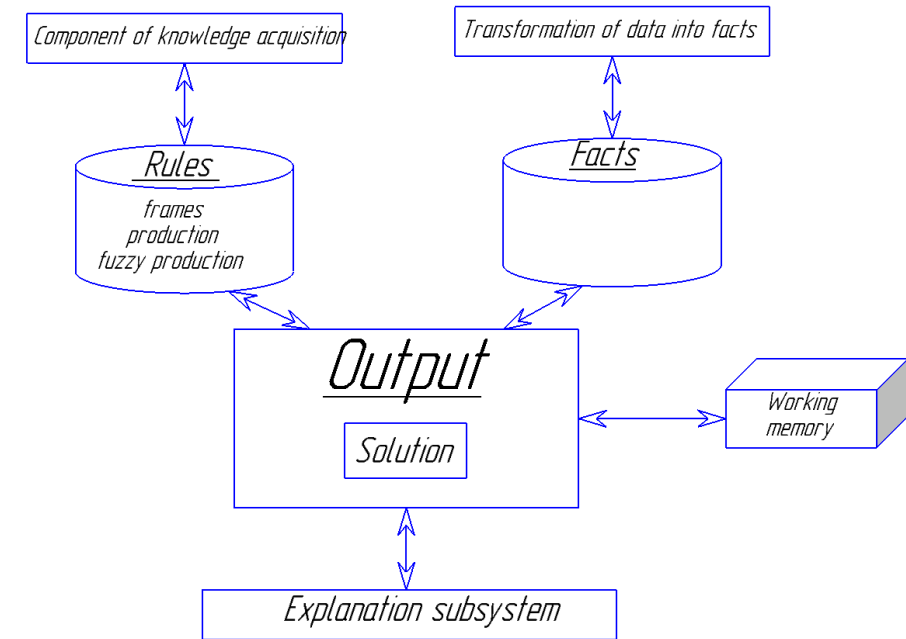 Component of knowledge acquisition
Transformation of data into facts
Rules
frames
production
fuzzy production
Facts
Output
Solution
Working
memory
Explanation subsystem